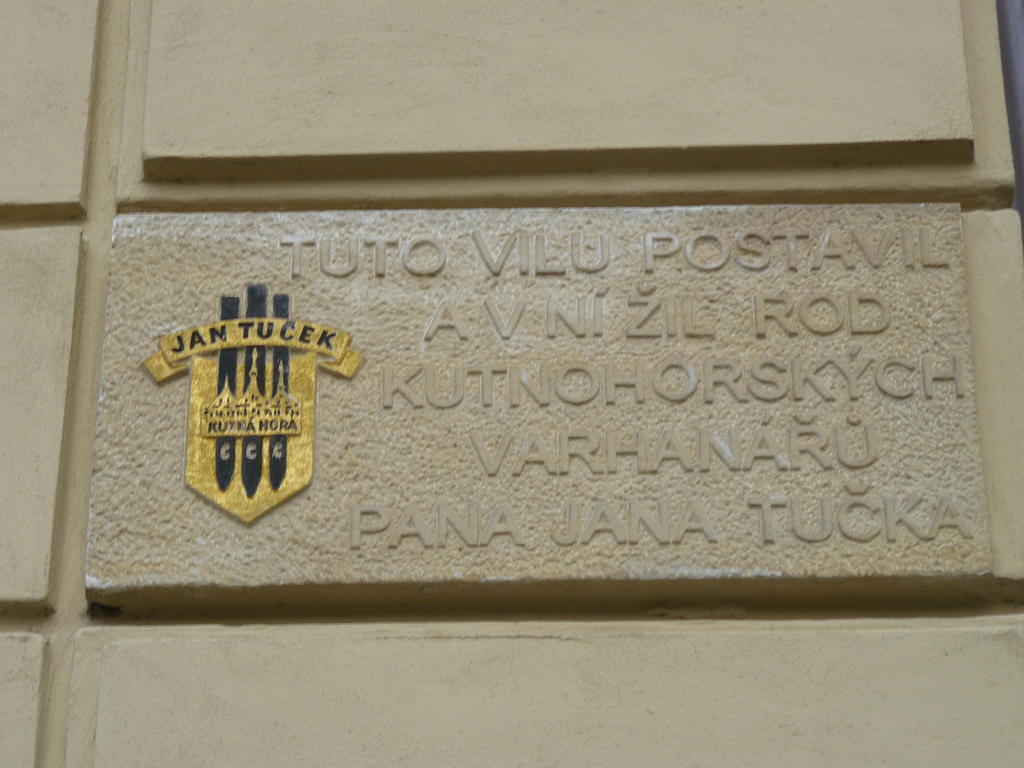 TUTO VILU POSTAVIL
A V NÍ ŽIL ROD
KUTNOHORSKÝCH
VARHANÁŘŮ
PANA JANA TUČKA
JAN TUČEK
KUTNÁ HORA